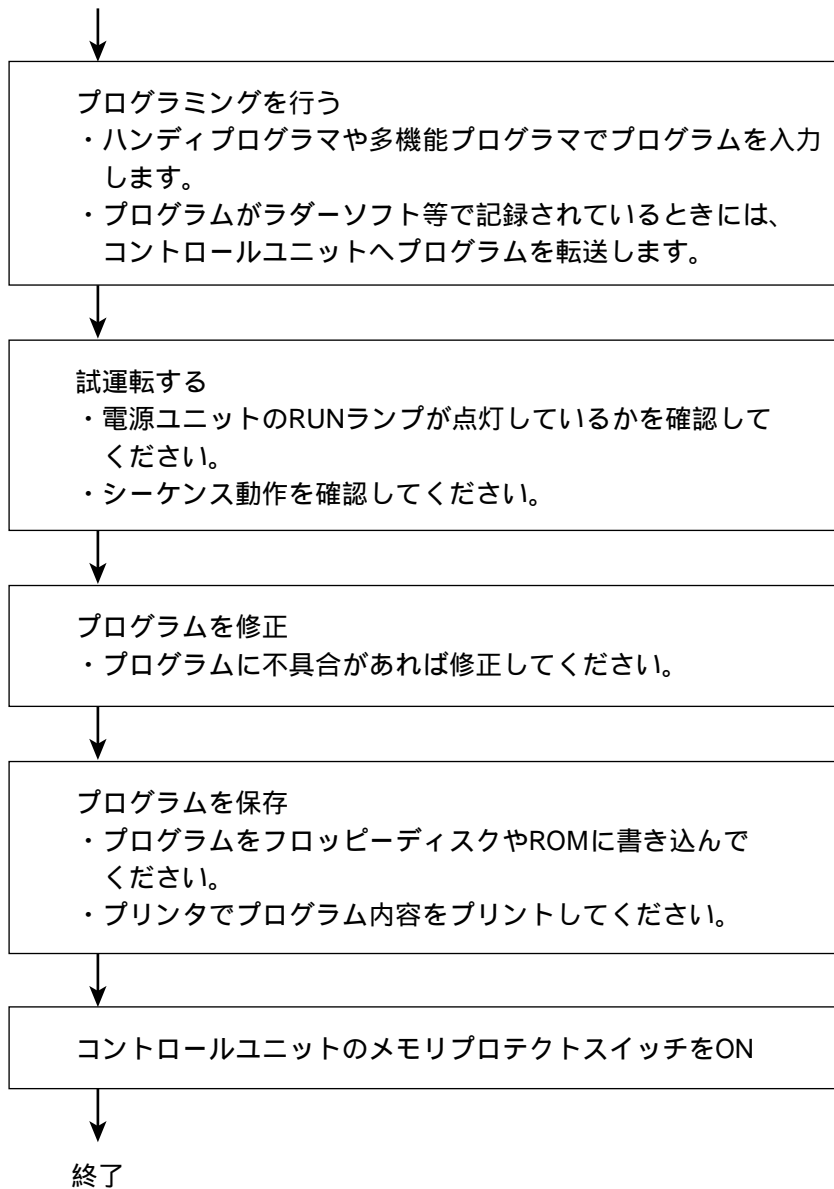 プログラミングを行う
・ハンディプログラマや多機能プログラマでプログラムを入力
します。
・プログラムがラダーソフト等で記録されているときには、
コントロールユニットへプログラムを転送します。
試運転する
・電源ユニットのRUNランプが点灯しているかを確認して
ください。
・シーケンス動作を確認してください。
プログラムを修正
・プログラムに不具合があれば修正してください。
プログラムを保存
・プログラムをフロッピーディスクやROMに書き込んで
ください。
・プリンタでプログラム内容をプリントしてください。
コントロールユニットのメモリプロテクトスイッチをON
終了